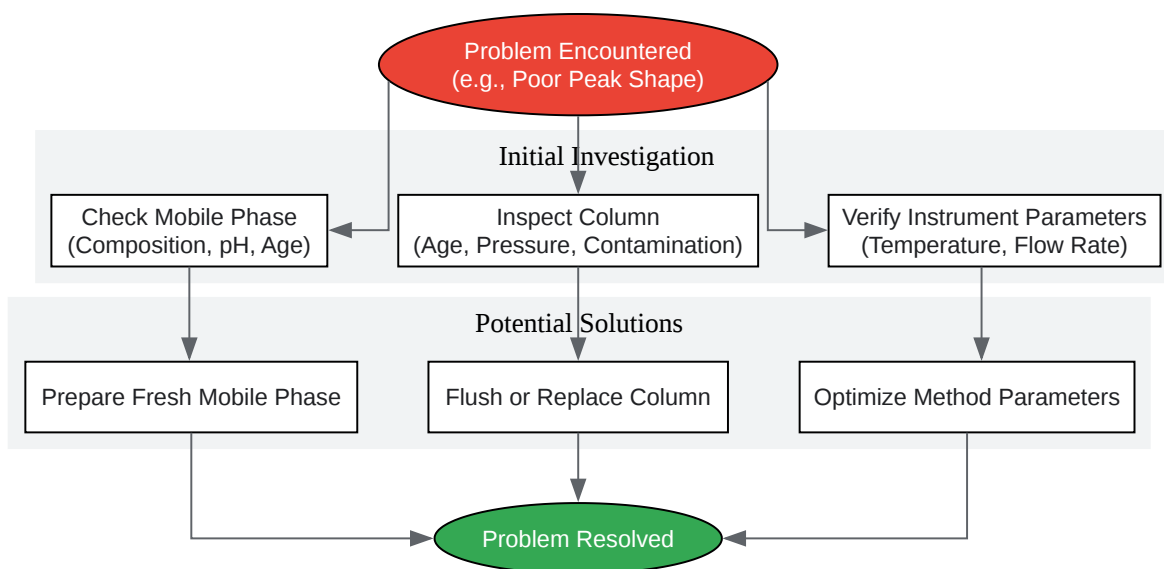 Problem Encountered
(e.g., Poor Peak Shape)
Initial Investigation
Check Mobile Phase
(Composition, pH, Age)
Inspect Column
(Age, Pressure, Contamination)
Verify Instrument Parameters
(Temperature, Flow Rate)
Potential Solutions
Prepare Fresh Mobile Phase
Flush or Replace Column
Optimize Method Parameters
Problem Resolved